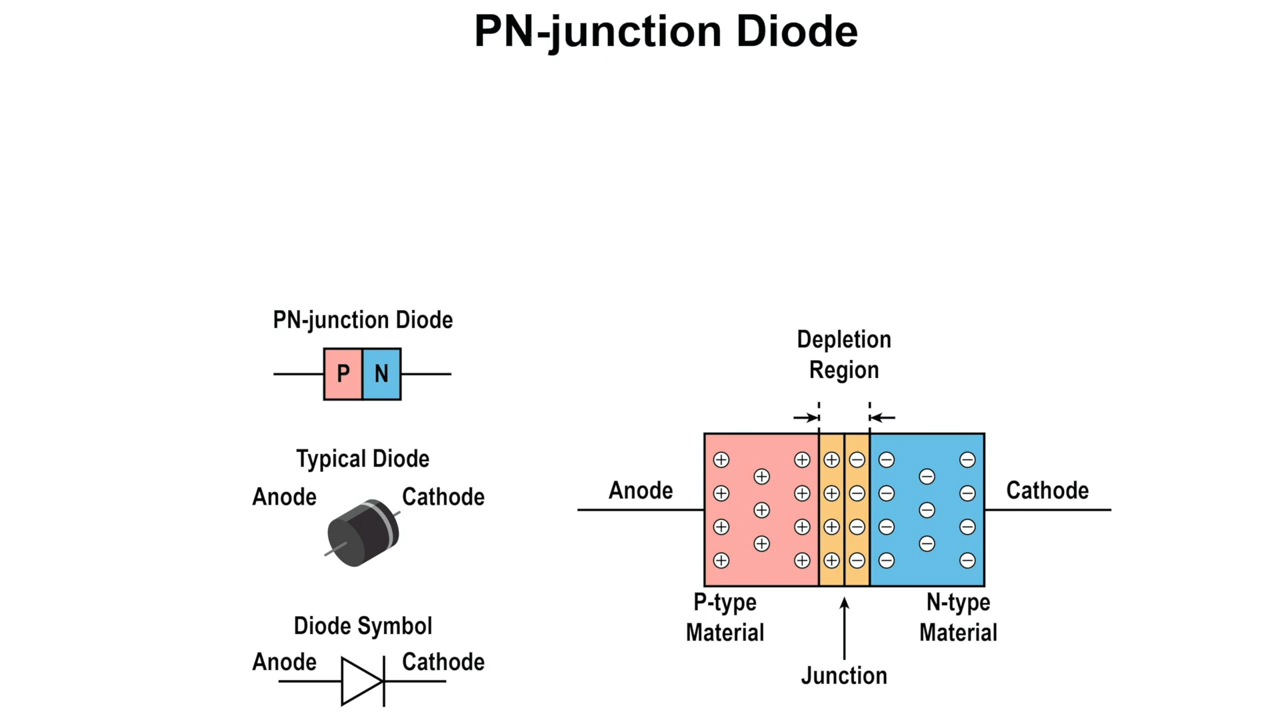 PN-junction Diode
PN-junction Diode
P N
Typical Diode
Anode Cathode
Diode Symbol
Anode Cathode
Depletion
Region
Anode
Cathode
P-type
Material
N-type
Material
Junction